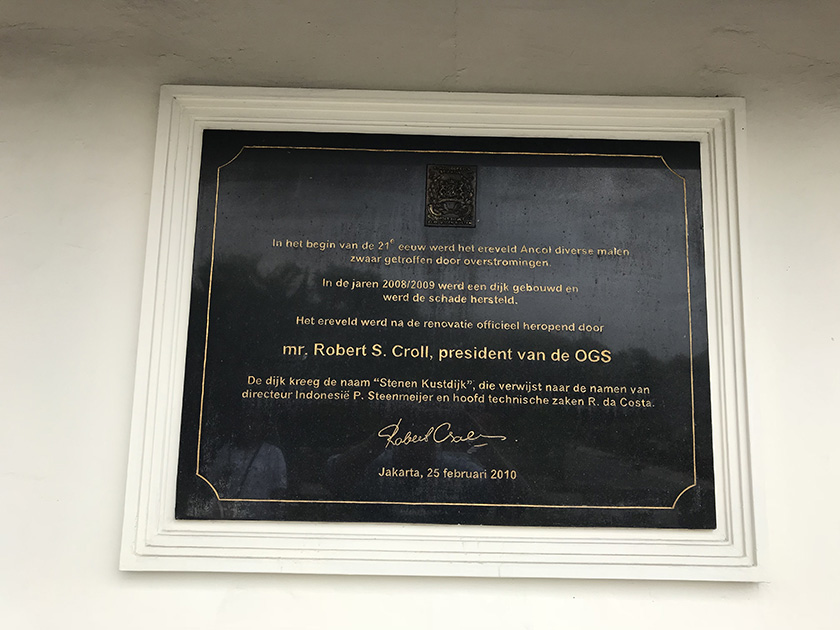 In het begin van de 21e eeuw werd het ereveld Ancol diverse malen
zwaar getroffen door overstromingen.
In de jaren 2008/2009 werd een dijk gebouwd en
werd de schade hersteld.
Het ereveld werd na de renovatie officieel heropend door
mr. Robert S. Croll, president van de OGS
De dijk kreeg de naam “Stenen Kustdijk”, die verwijst naar de namen van
directeur Indonesië P. Steenmeijer en hoofd technische zaken R. da Costa.
Jakarta, 25 februari 2010